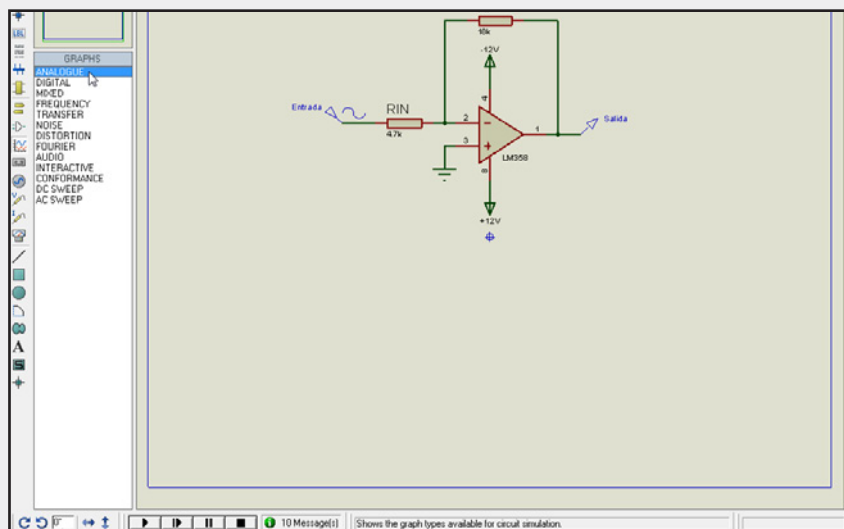 LBL
GRAPHS
ANALOGUE
DIGITAL
MIXED
FREQUENCY
TRANSFER
NOISE
DISTORTION
FOURIER
AUDIO
INTERACTIVE
CONFORMANCE
DC SWEEP
AC SWEEP
A
S
-12V
4
Entrada
RIN
4.7k
2
3
1
Salida
LM358
8
+12V
10 Message(s)
Shows the graph types available for circuit simulation.